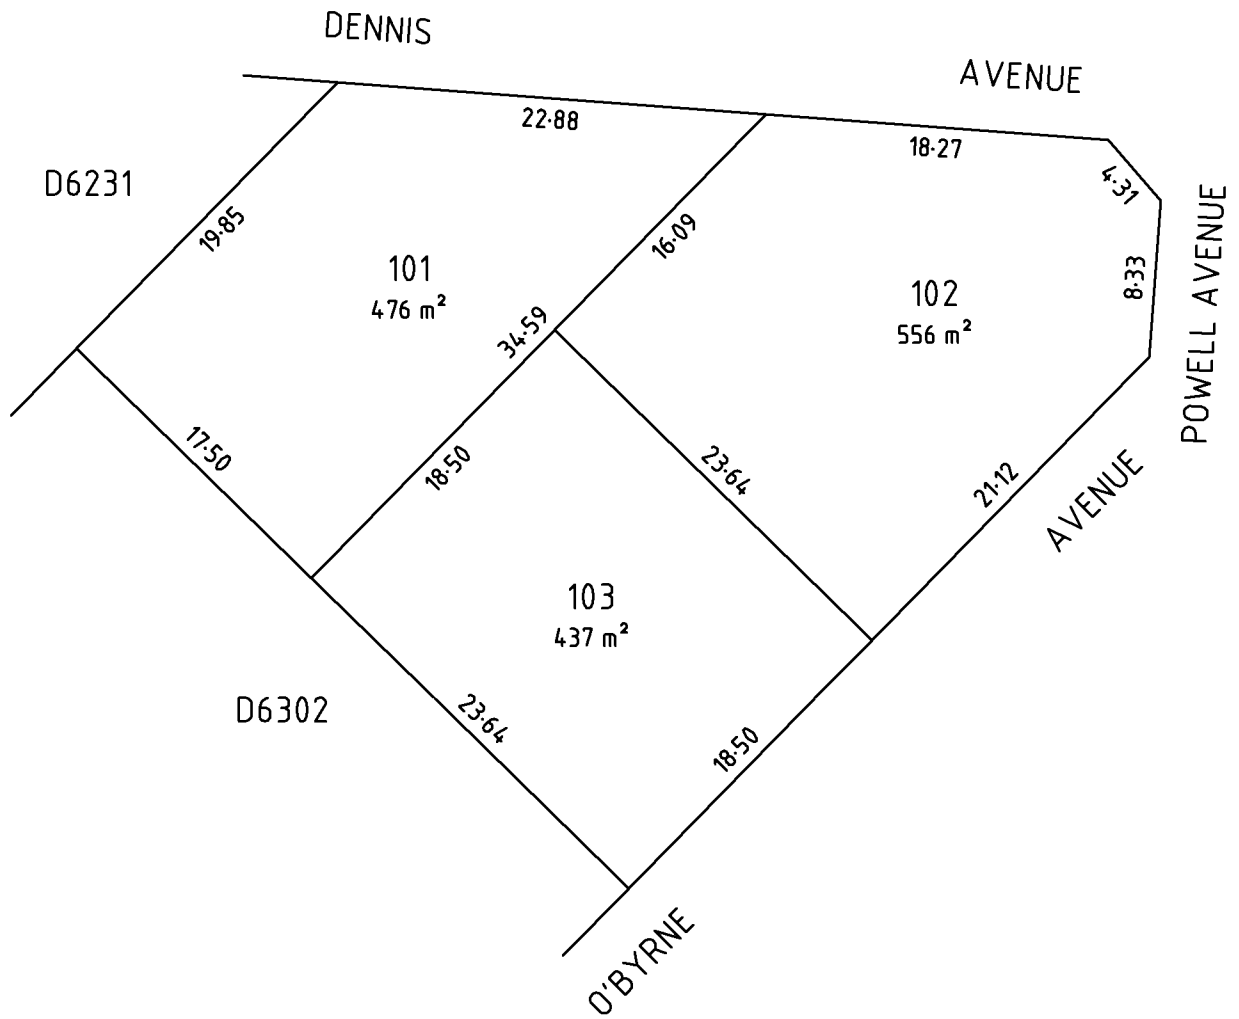 DENNIS
AVENUE
22·88
18·27
4·31
D6231
19·85
16·09
101
476 m²
34·59
102
556 m²
8·33
POWELL AVENUE
17·50
18·50
23·64
21·12
AVENUE
103
437 m²
D6302
23·64
18·50
O'BYRNE